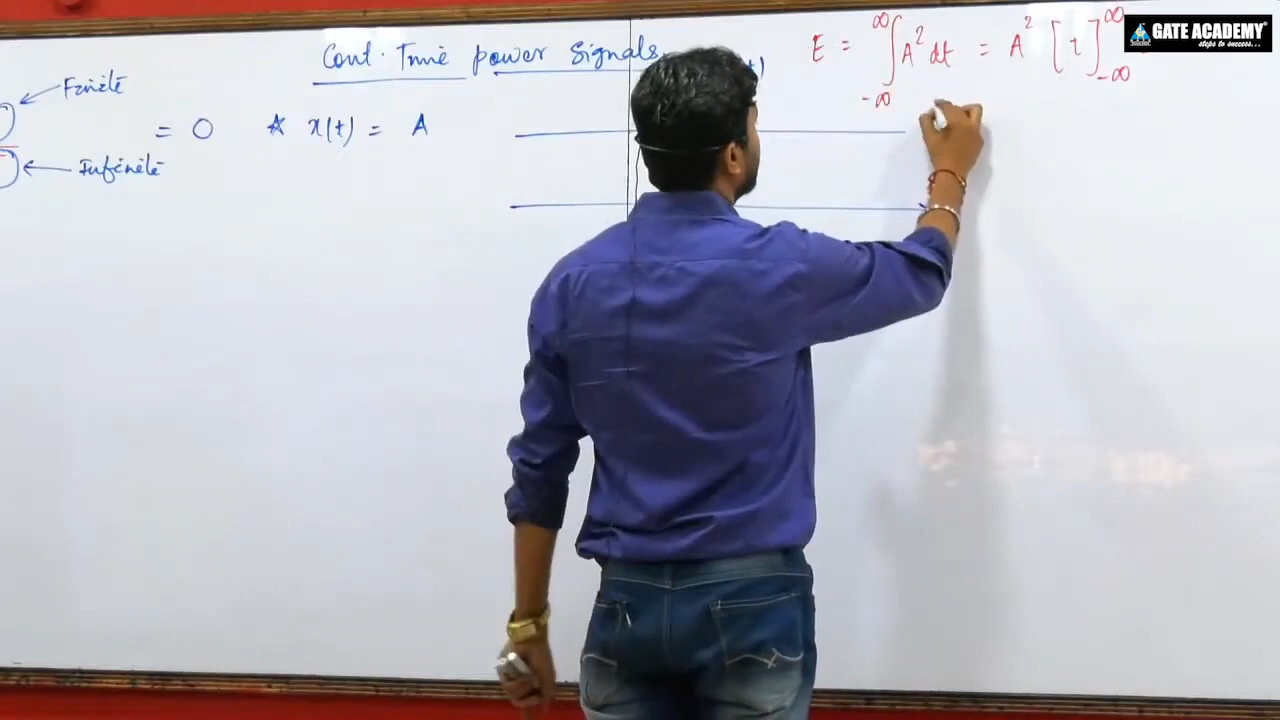 Finite
= 0
Infinite
Cont. Time power Signals
* x(t) = A
t)
E = ∞∫-∞ A² dt = A² [t]∞-∞
GATE ACADEMY
steps to success...